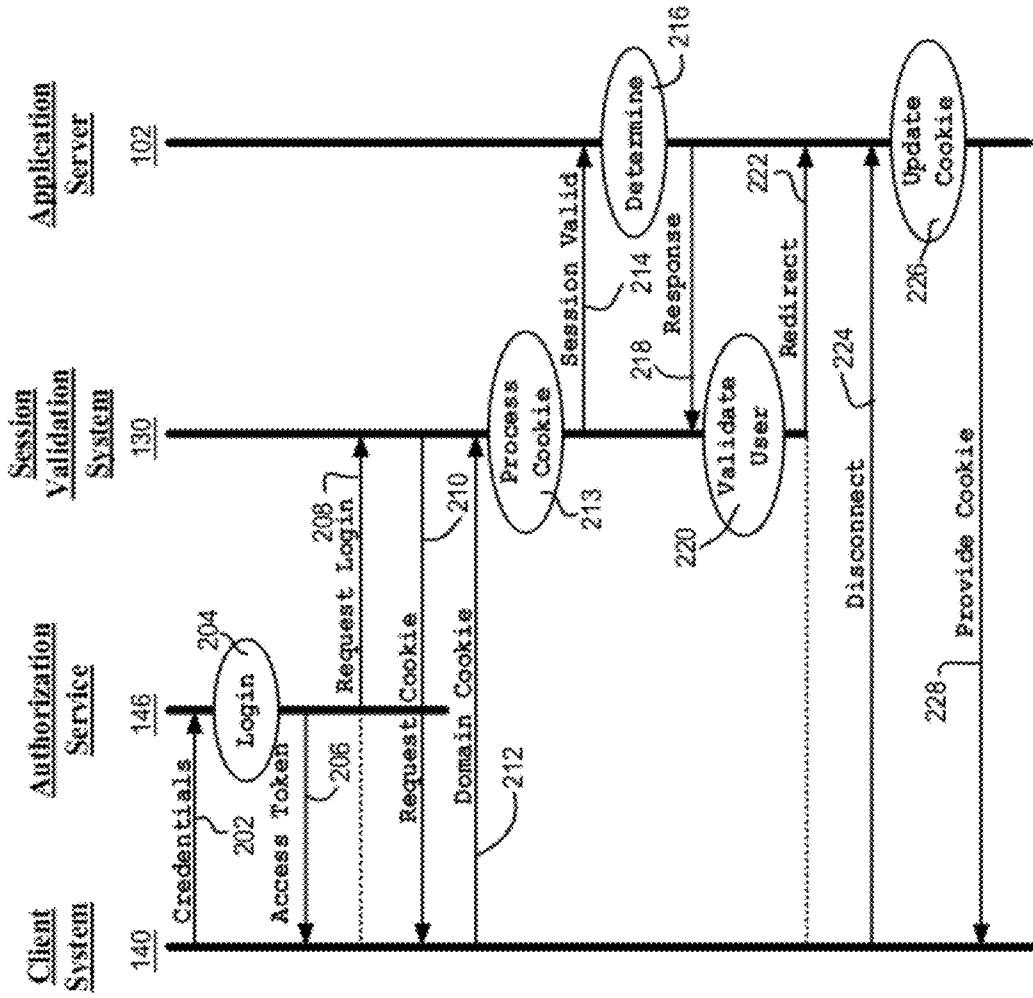 Client
System
140
Authorization
Service
146
Session
Validation
System
130
Application
Server
102
Credentials
202
Login
204
Access Token
206
Request Login
208
Request Cookie
210
Domain Cookie
212
Process
Cookie
213
Session Valid
214
Determine
216
Response
218
Validate
User
220
Redirect
222
Disconnect
224
Update
Cookie
226
Provide Cookie
228